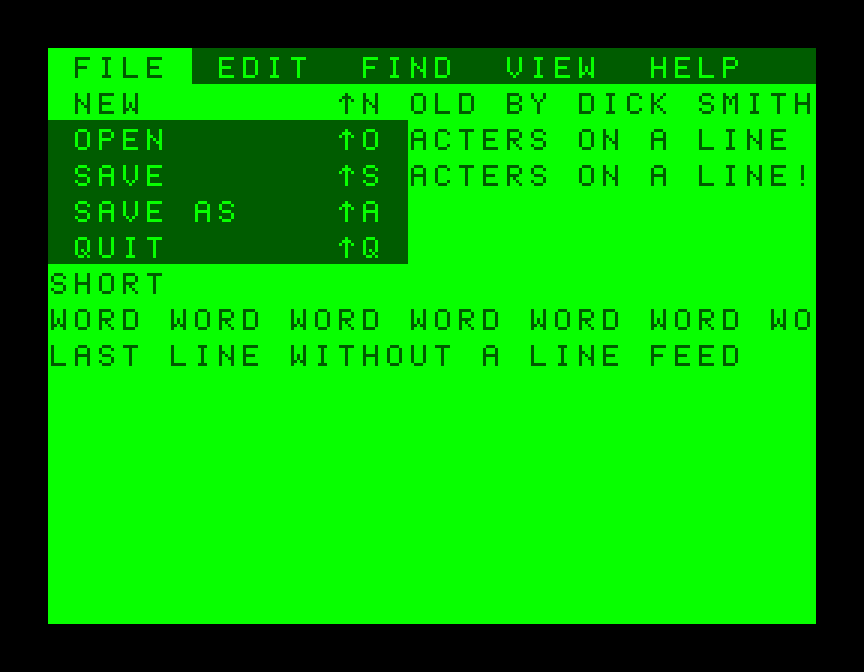 FILE EDIT FIND VIEW HELP
NEW ↑N OLD BY DICK SMITH
OPEN ↑O ACTERS ON A LINE
SAVE ↑S ACTERS ON A LINE!
SAVE AS ↑A
QUIT ↑Q
SHORT
WORD WORD WORD WORD WORD WORD WO
LAST LINE WITHOUT A LINE FEED